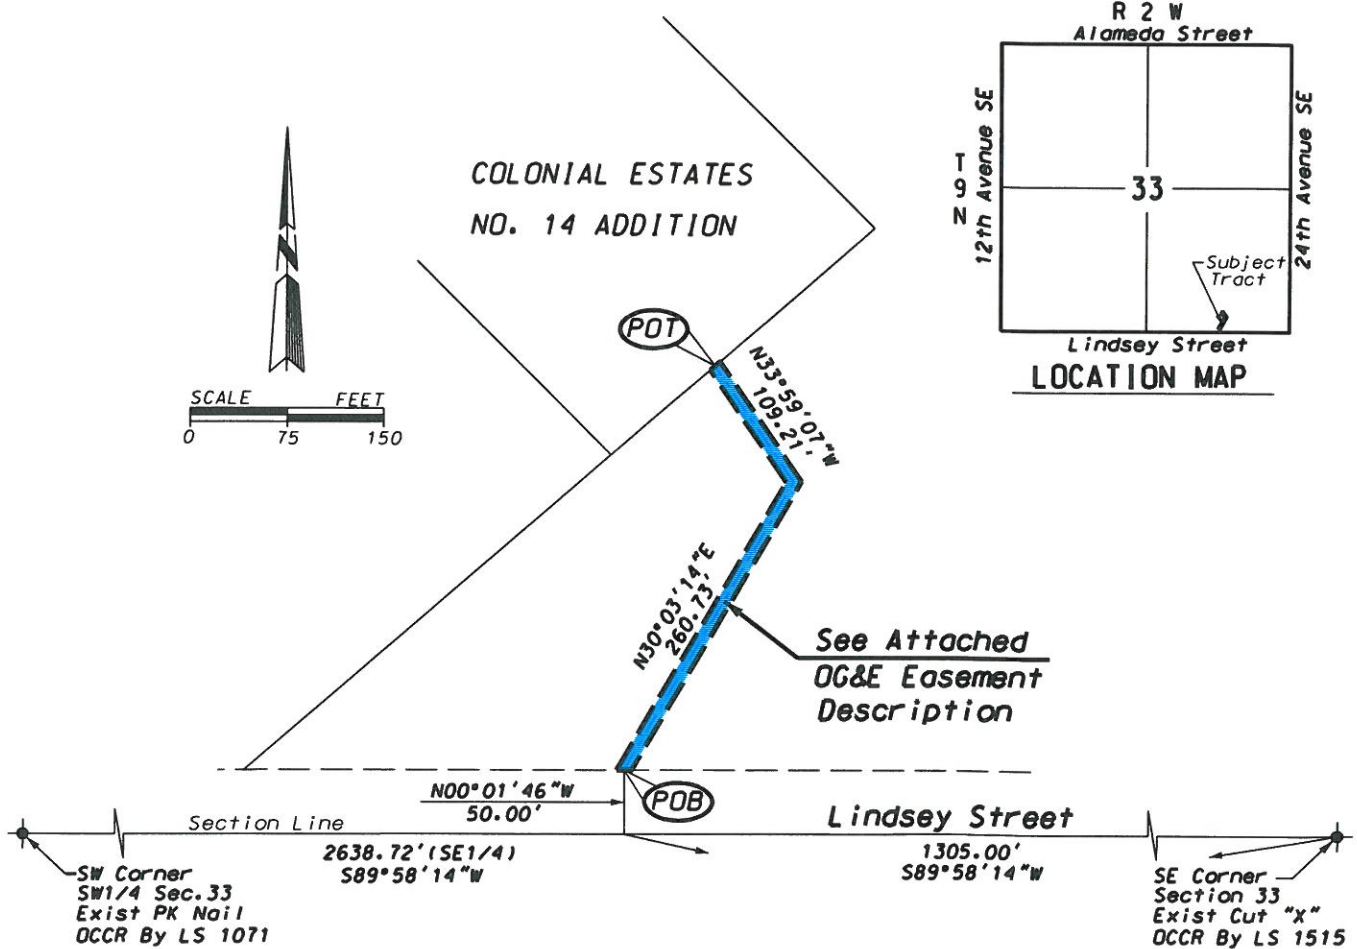 R 2 W
Alameda Street
12th Avenue SE
24th Avenue SE
T
9
N
33
Subject
Tract
Lindsey Street
LOCATION MAP
COLONIAL ESTATES
NO. 14 ADDITION
SCALE FEET
0 75 150
POT
N33°59'07"W
109.21'
N30°03'14"E
260.73'
See Attached
OG&E Easement
Description
N00°01'46"W
50.00'
POB
Section Line
Lindsey Street
2638.72'(SE1/4)
S89°58'14"W
1305.00'
S89°58'14"W
SW Corner
SW1/4 Sec.33
Exist PK Nail
OCCR By LS 1071
SE Corner
Section 33
Exist Cut "X"
OCCR By LS 1515